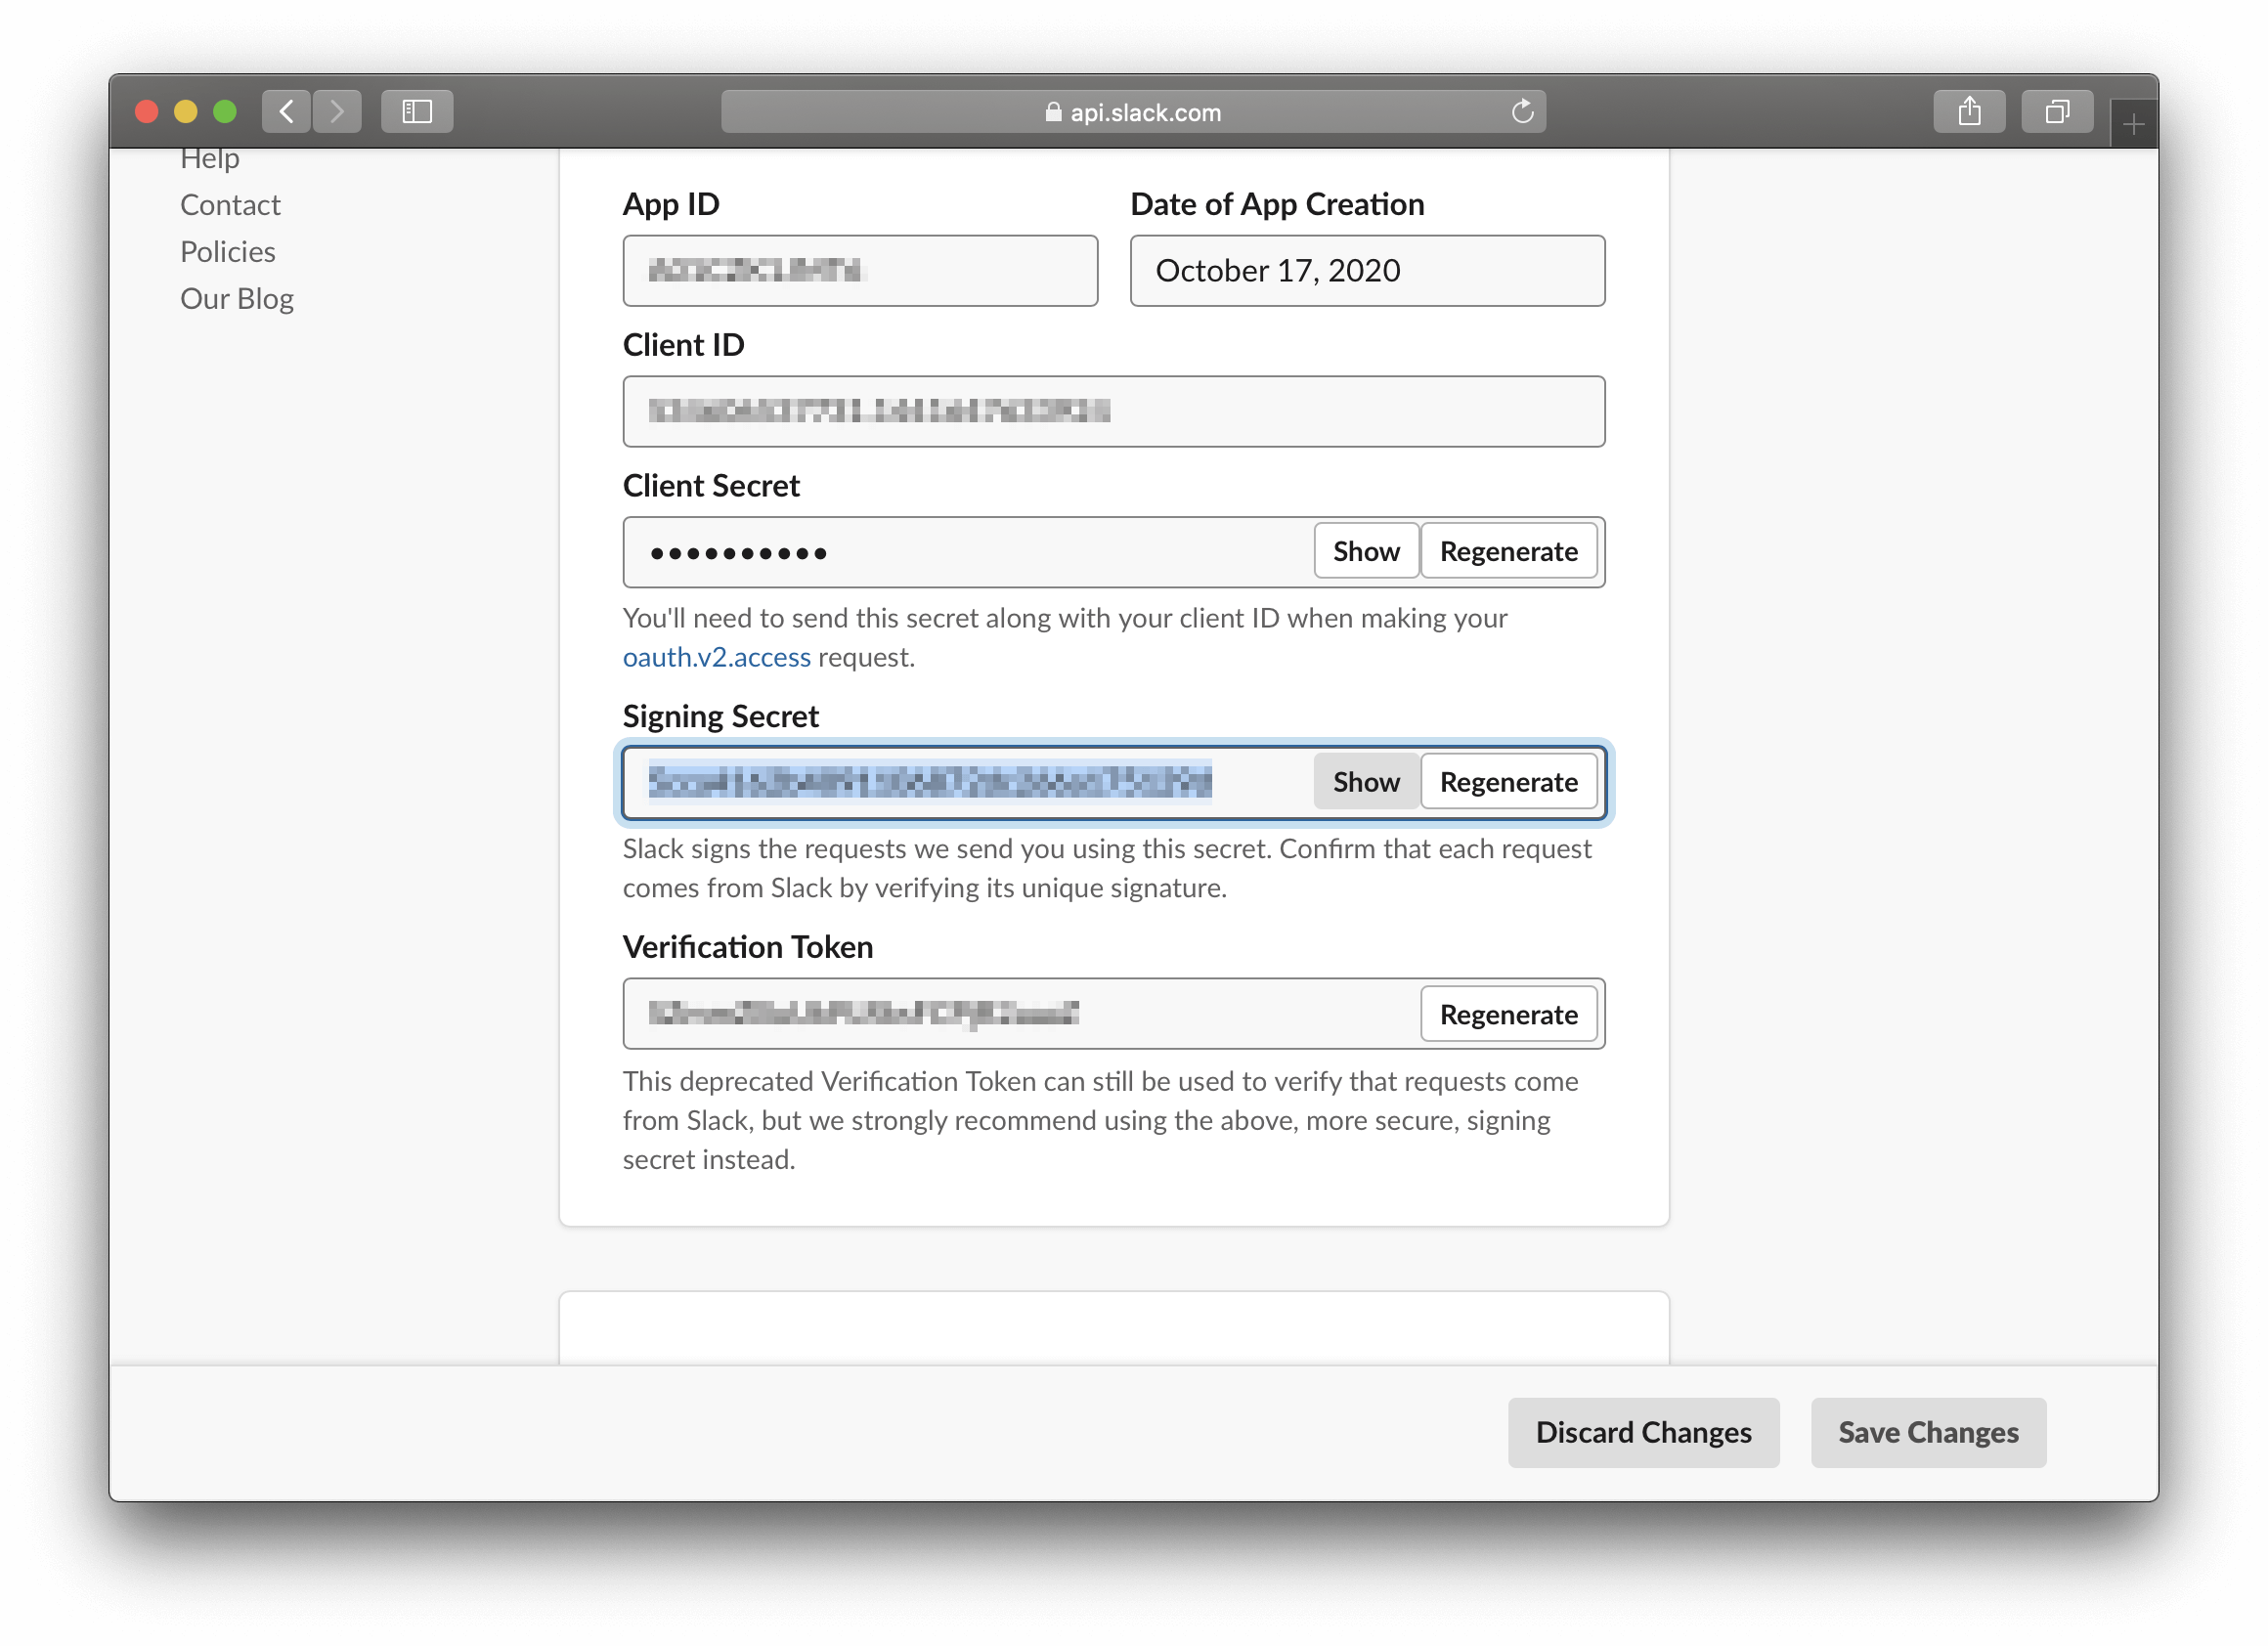 api.slack.com
Help
Contact
Policies
Our Blog
App ID
Date of App Creation
October 17, 2020
Client ID
Client Secret
••••••••••
Show
Regenerate
You'll need to send this secret along with your client ID when making your
oauth.v2.access request.
Signing Secret
Show
Regenerate
Slack signs the requests we send you using this secret. Confirm that each request
comes from Slack by verifying its unique signature.
Verification Token
Regenerate
This deprecated Verification Token can still be used to verify that requests come
from Slack, but we strongly recommend using the above, more secure, signing
secret instead.
Discard Changes
Save Changes